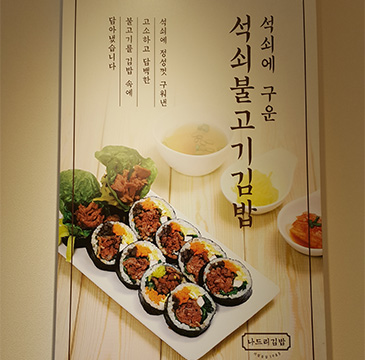 석쇠에 구운
석쇠불고기김밥
석쇠에 정성껏 구워낸
고소하고 담백한
불고기를 김밥 속에
담아냈습니다
나드리김밥